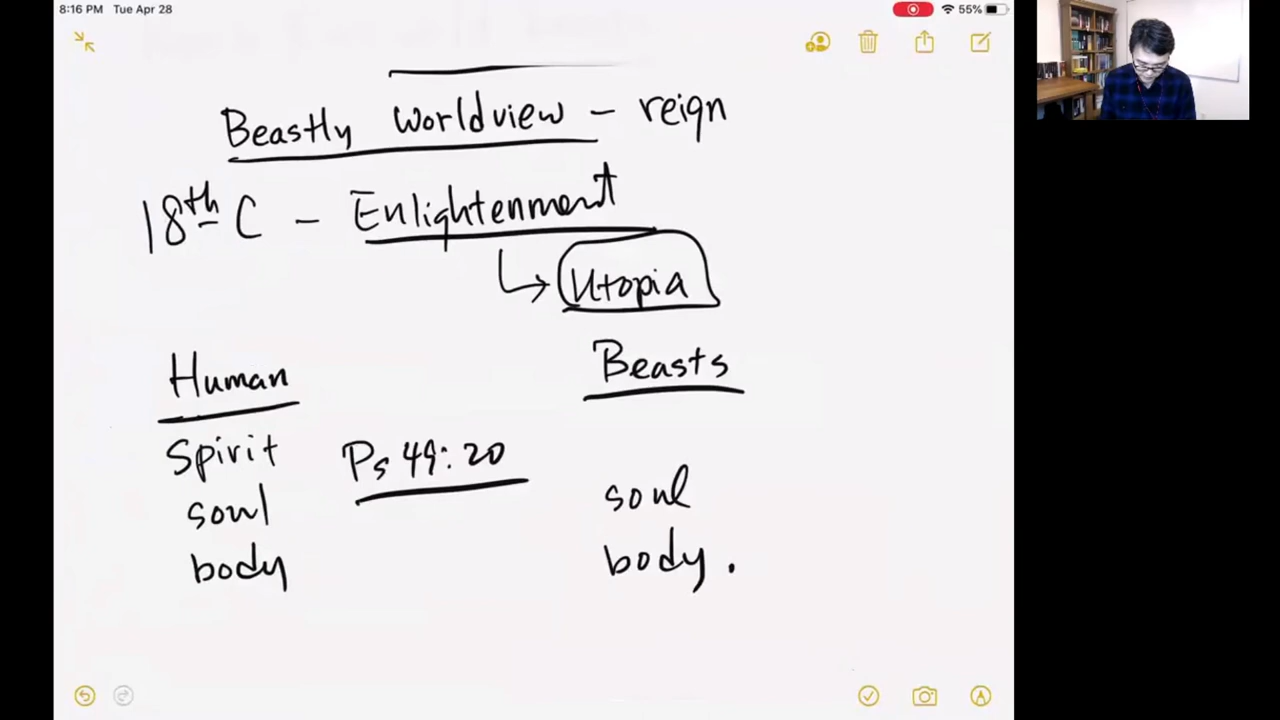 8:16 PM Tue Apr 28
55%
Beastly worldview – reign
18th C – Enlightenment
↳ Utopia
Human Beasts
Spirit Ps 49:20
soul soul
body body.